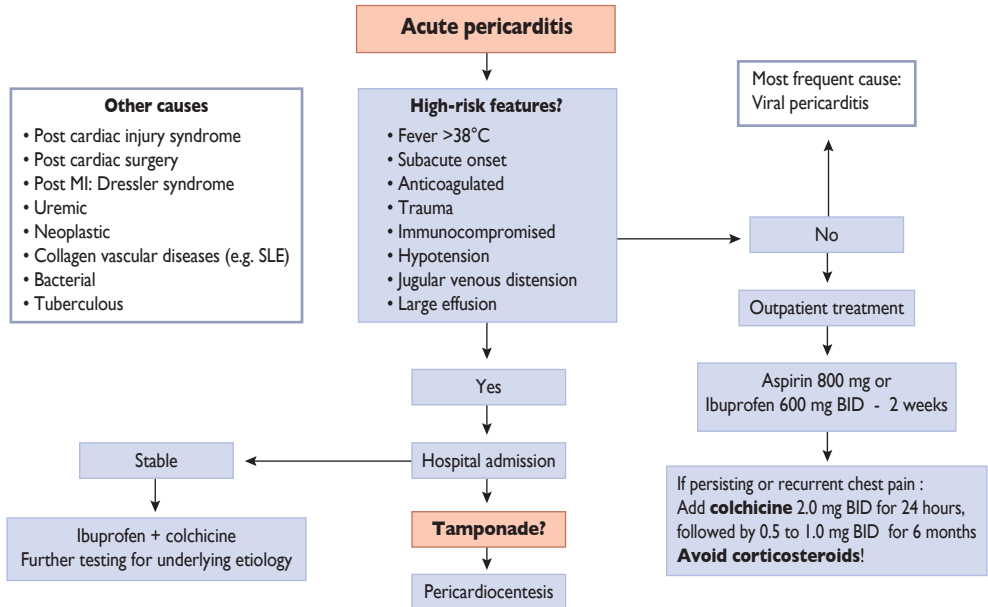 Acute pericarditis
Other causes
• Post cardiac injury syndrome
• Post cardiac surgery
• Post MI: Dressler syndrome
• Uremic
• Neoplastic
• Collagen vascular diseases (e.g. SLE)
• Bacterial
• Tuberculous
High-risk features?
• Fever >38°C
• Subacute onset
• Anticoagulated
• Trauma
• Immunocompromised
• Hypotension
• Jugular venous distension
• Large effusion
Most frequent cause:
Viral pericarditis
No
Outpatient treatment
Aspirin 800 mg or
Ibuprofen 600 mg BID - 2 weeks
If persisting or recurrent chest pain :
Add colchicine 2.0 mg BID for 24 hours,
followed by 0.5 to 1.0 mg BID for 6 months
Avoid corticosteroids!
Yes
Hospital admission
Stable
Ibuprofen + colchicine
Further testing for underlying etiology
Tamponade?
Pericardiocentesis